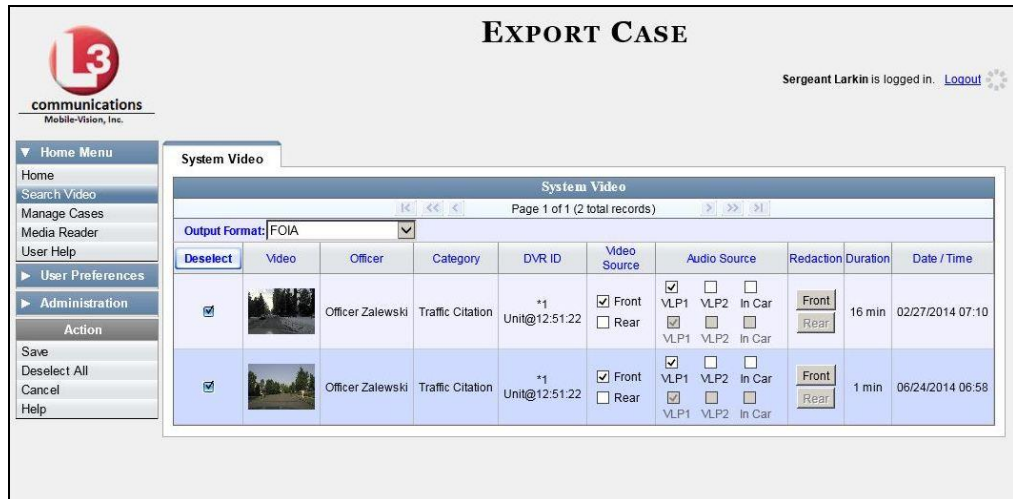 EXPORT CASE
L3
communications
Mobile-Vision, Inc.
Sergeant Larkin is logged in. Logout
Home Menu
Home
Search Video
Manage Cases
Media Reader
User Help
User Preferences
Administration
Action
Save
Deselect All
Cancel
Help
System Video
System Video
Page 1 of 1 (2 total records)
Output Format: FOIA
Deselect Video Officer Category DVR ID Video Source Audio Source Redaction Duration Date / Time
Officer Zalewski Traffic Citation *1 Unit@12:51:22 Front Rear VLP1 VLP2 In Car VLP1 VLP2 In Car Front Rear 16 min 02/27/2014 07:10
Officer Zalewski Traffic Citation *1 Unit@12:51:22 Front Rear VLP1 VLP2 In Car VLP1 VLP2 In Car Front Rear 1 min 06/24/2014 06:58